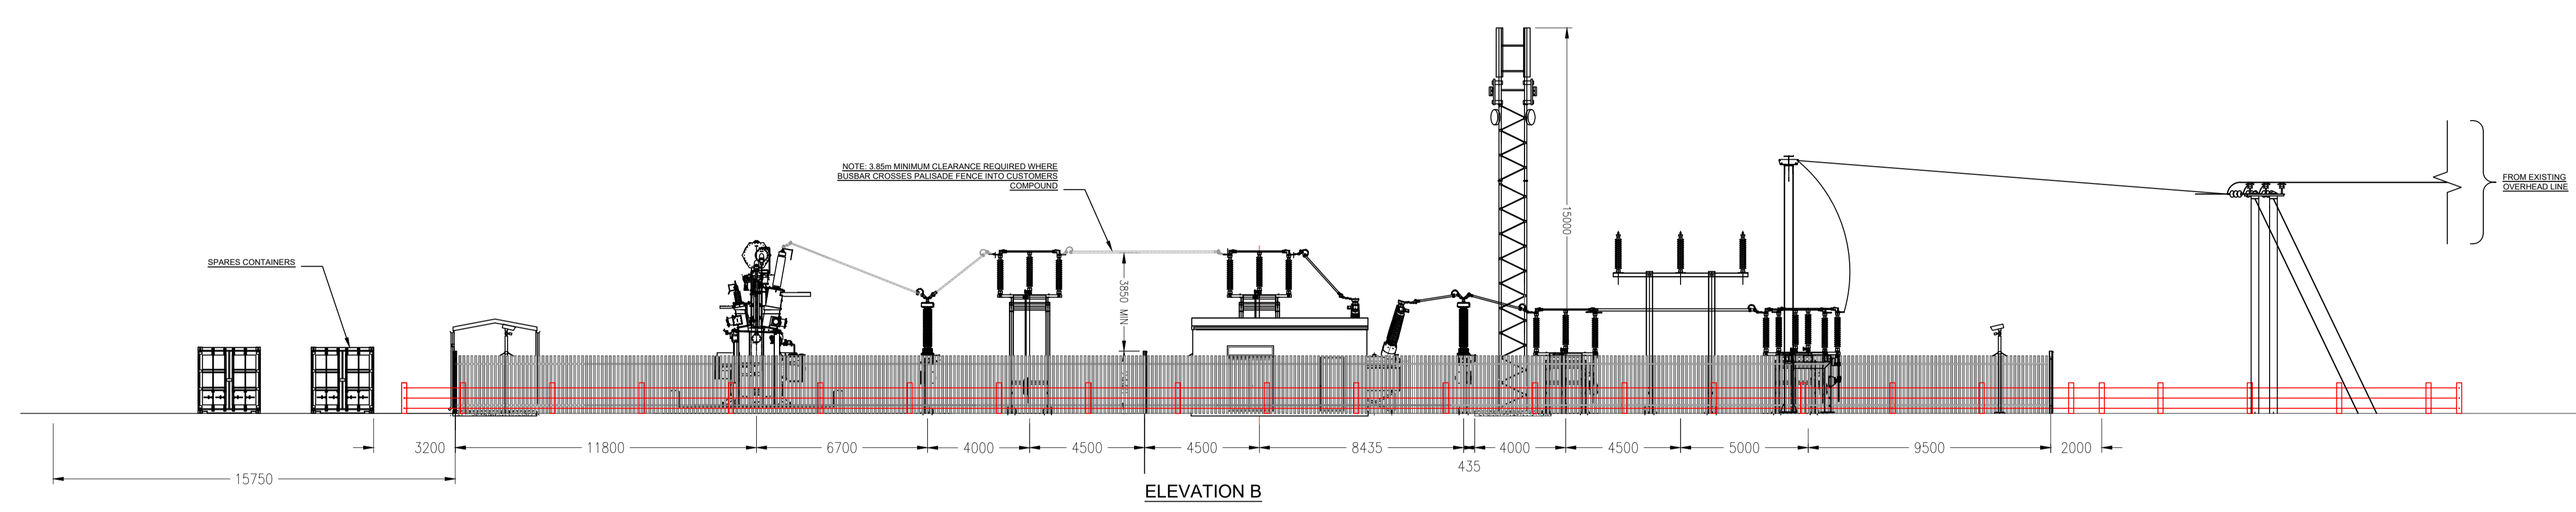 15000
NOTE: 3.85m MINIMUM CLEARANCE REQUIRED WHERE
BUSBAR CROSSES PALISADE FENCE INTO CUSTOMERS
COMPOUND
FROM EXISTING
OVERHEAD LINE
SPARES CONTAINERS
3850 MIN
3200
11800
6700
4000
4500
4500
8435
435
4000
4500
5000
9500
2000
15750
ELEVATION B